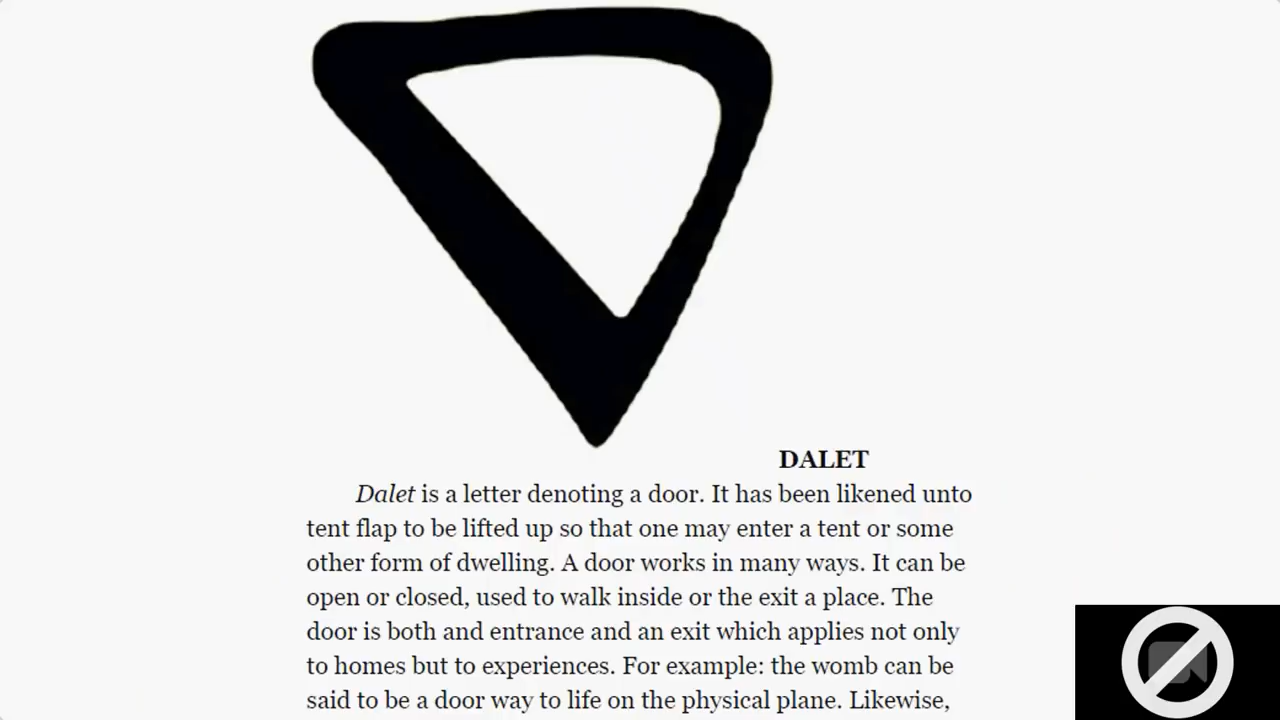 DALET
Dalet is a letter denoting a door. It has been likened unto
tent flap to be lifted up so that one may enter a tent or some
other form of dwelling. A door works in many ways. It can be
open or closed, used to walk inside or the exit a place. The
door is both and entrance and an exit which applies not only
to homes but to experiences. For example: the womb can be
said to be a door way to life on the physical plane. Likewise,